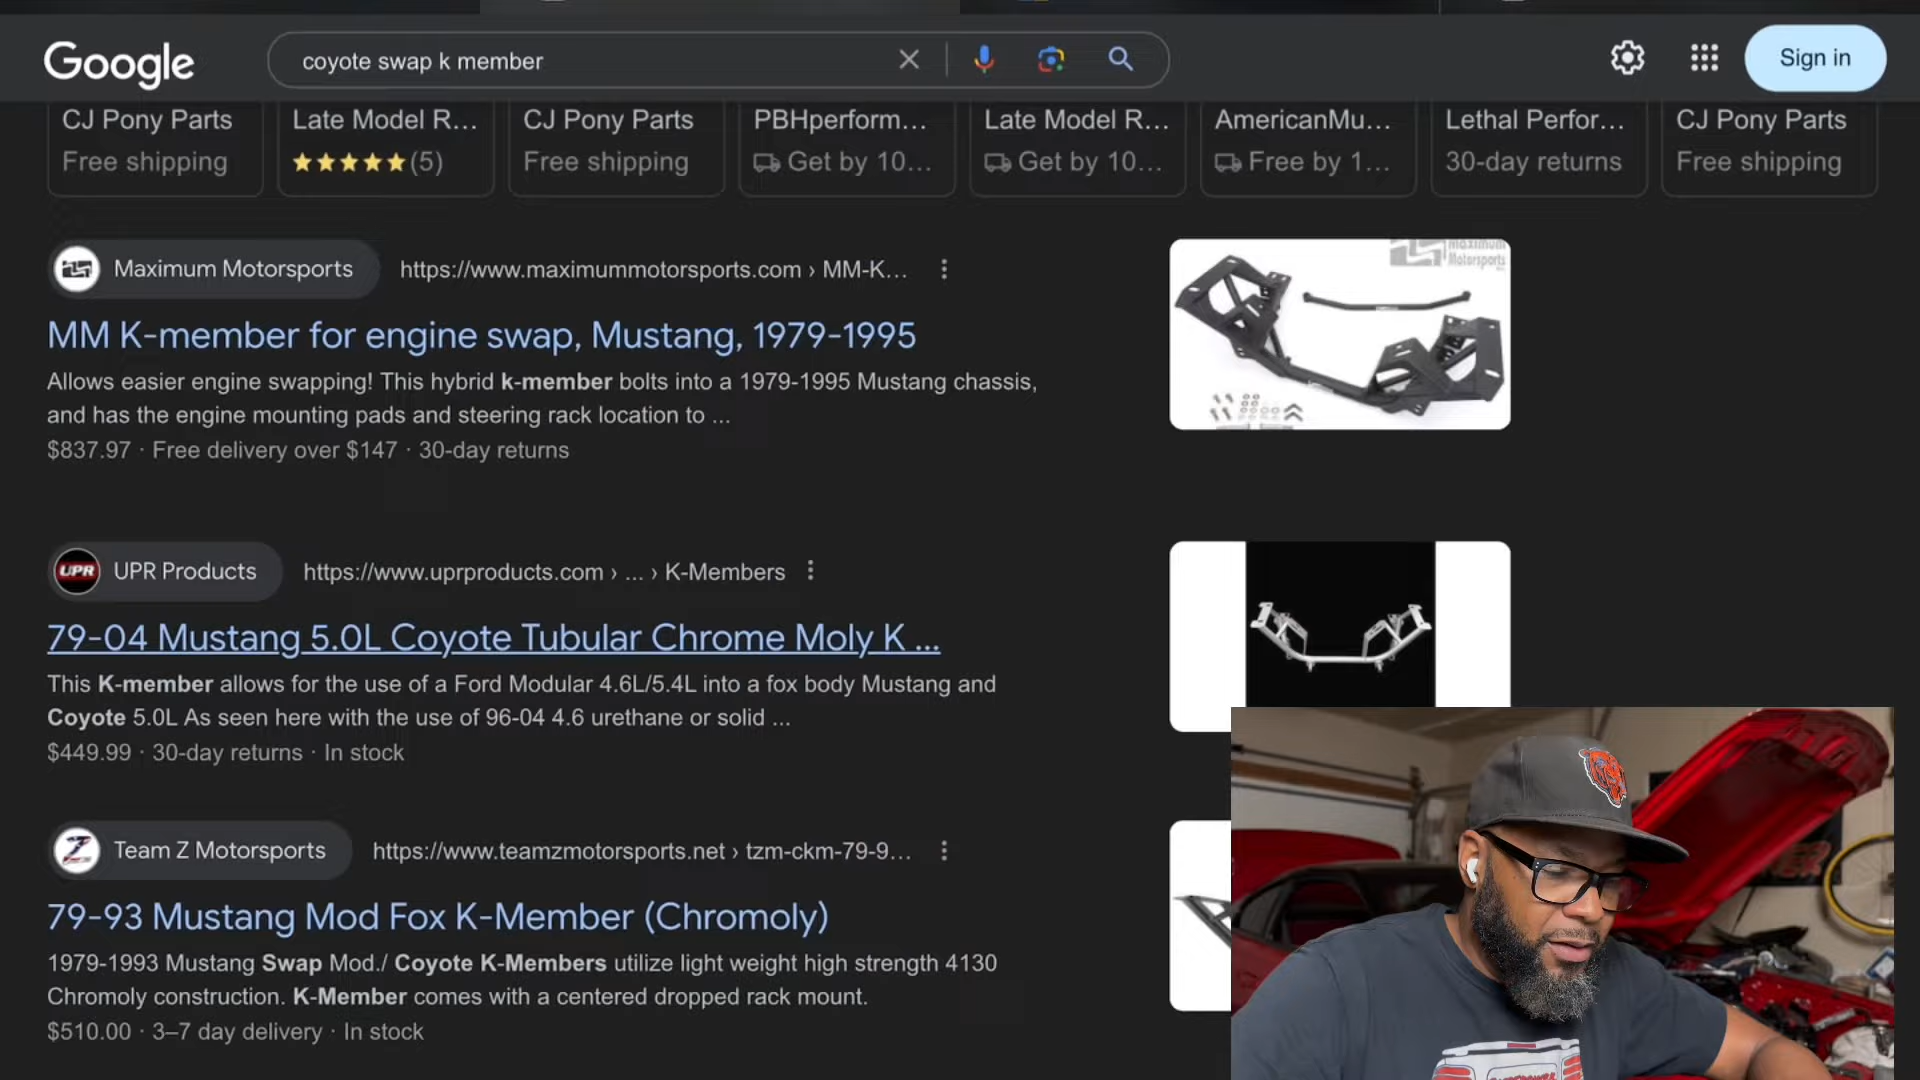 Google
coyote swap k member
Sign in
CJ Pony Parts
Free shipping
Late Model R...
(5)
CJ Pony Parts
Free shipping
PBHperform...
Get by 10...
Late Model R...
Get by 10...
AmericanMu...
Free by 1...
Lethal Perfor...
30-day returns
CJ Pony Parts
Free shipping
Maximum Motorsports
https://www.maximummotorsports.com › MM-K...
MM K-member for engine swap, Mustang, 1979-1995
Allows easier engine swapping! This hybrid k-member bolts into a 1979-1995 Mustang chassis,
and has the engine mounting pads and steering rack location to ...
$837.97 · Free delivery over $147 · 30-day returns
Maximum
Motorsports
UPR
UPR Products
https://www.uprproducts.com › ... › K-Members
79-04 Mustang 5.0L Coyote Tubular Chrome Moly K ...
This K-member allows for the use of a Ford Modular 4.6L/5.4L into a fox body Mustang and
Coyote 5.0L As seen here with the use of 96-04 4.6 urethane or solid ...
$449.99 · 30-day returns · In stock
Team Z Motorsports
https://www.teamzmotorsports.net › tzm-ckm-79-9...
79-93 Mustang Mod Fox K-Member (Chromoly)
1979-1993 Mustang Swap Mod./ Coyote K-Members utilize light weight high strength 4130
Chromoly construction. K-Member comes with a centered dropped rack mount.
$510.00 · 3–7 day delivery · In stock